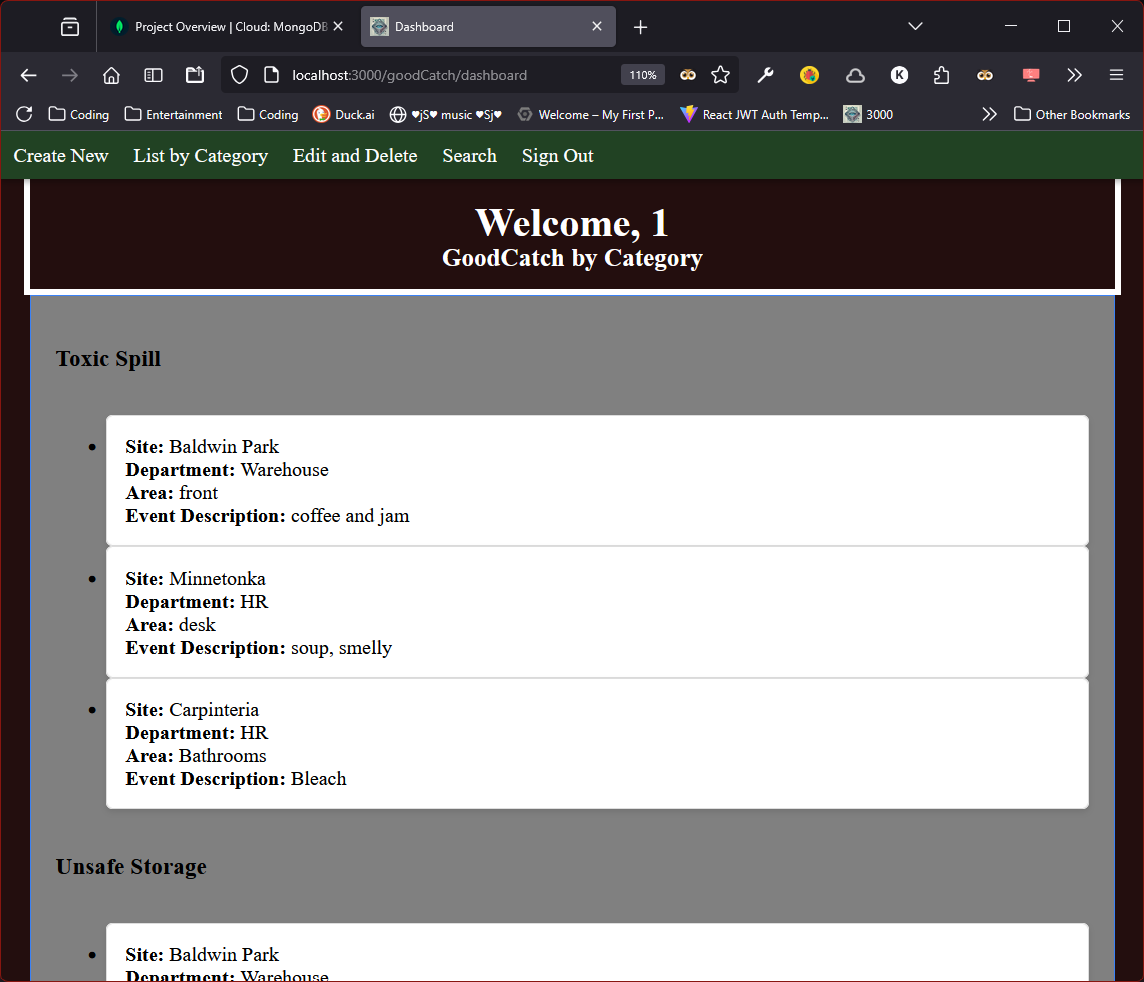 Project Overview | Cloud: MongoDB
Dashboard
localhost:3000/goodCatch/dashboard
110%
K
Coding
Entertainment
Coding
Duck.ai
♥jS♥ music ♥Sj♥
Welcome – My First P...
React JWT Auth Temp...
3000
Other Bookmarks
Create New
List by Category
Edit and Delete
Search
Sign Out
Welcome, 1
GoodCatch by Category
Toxic Spill
Site: Baldwin Park
Department: Warehouse
Area: front
Event Description: coffee and jam
Site: Minnetonka
Department: HR
Area: desk
Event Description: soup, smelly
Site: Carpinteria
Department: HR
Area: Bathrooms
Event Description: Bleach
Unsafe Storage
Site: Baldwin Park
Department: Warehouse